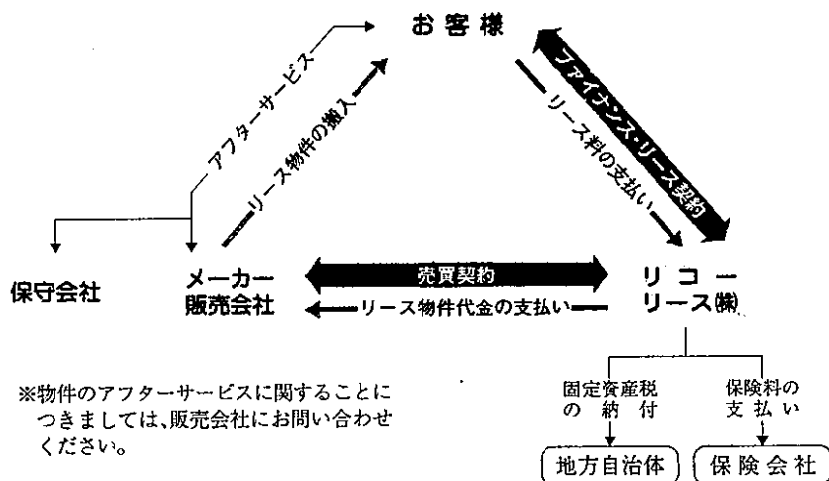 お客様
アフターサービス
リース物件の搬入
リース料の支払い
ファイナンス・リース契約
保守会社
メーカー
販売会社
売買契約
リース物件代金の支払い
リコー
リース㈱
※物件のアフターサービスに関することに
つきましては、販売会社にお問い合わせ
ください。
固定資産税
の納付
保険料の
支払い
地方自治体
保険会社